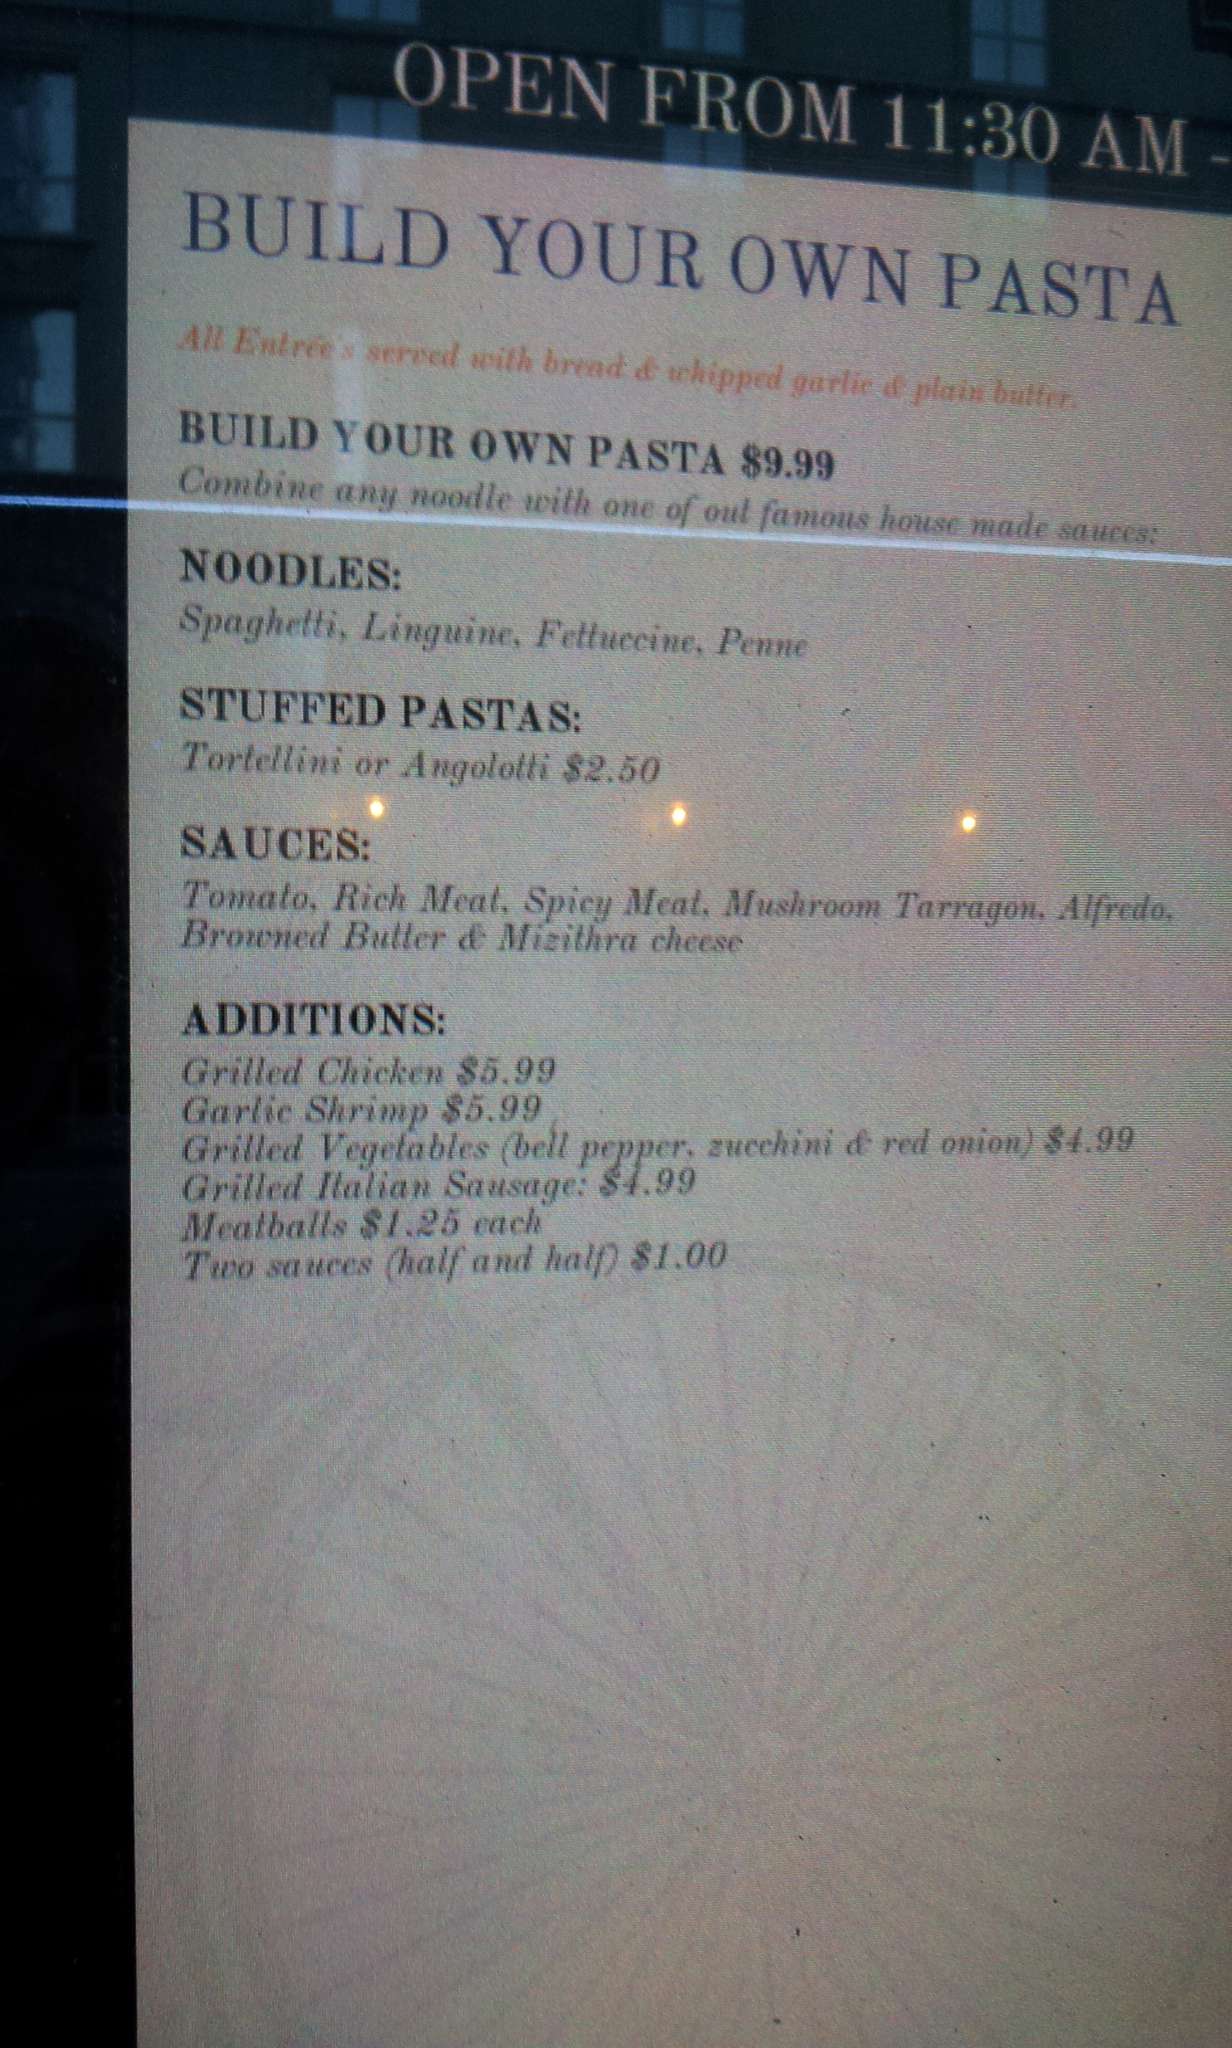 OPEN FROM 11:30 AM -
BUILD YOUR OWN PASTA
All Entrée's served with bread & whipped garlic & plain butter.
BUILD YOUR OWN PASTA $9.99
Combine any noodle with one of out famous house made sauces:
NOODLES:
Spaghetti, Linguine, Fettuccine, Penne
STUFFED PASTAS:
Tortellini or Angolotti $2.50
SAUCES:
Tomato, Rich Meat, Spicy Meat, Mushroom Tarragon, Alfredo,
Browned Butter & Mizithra cheese
ADDITIONS:
Grilled Chicken $5.99
Garlic Shrimp $5.99
Grilled Vegetables (bell pepper, zucchini & red onion) $4.99
Grilled Italian Sausage: $4.99
Meatballs $1.25 each
Two sauces (half and half) $1.00